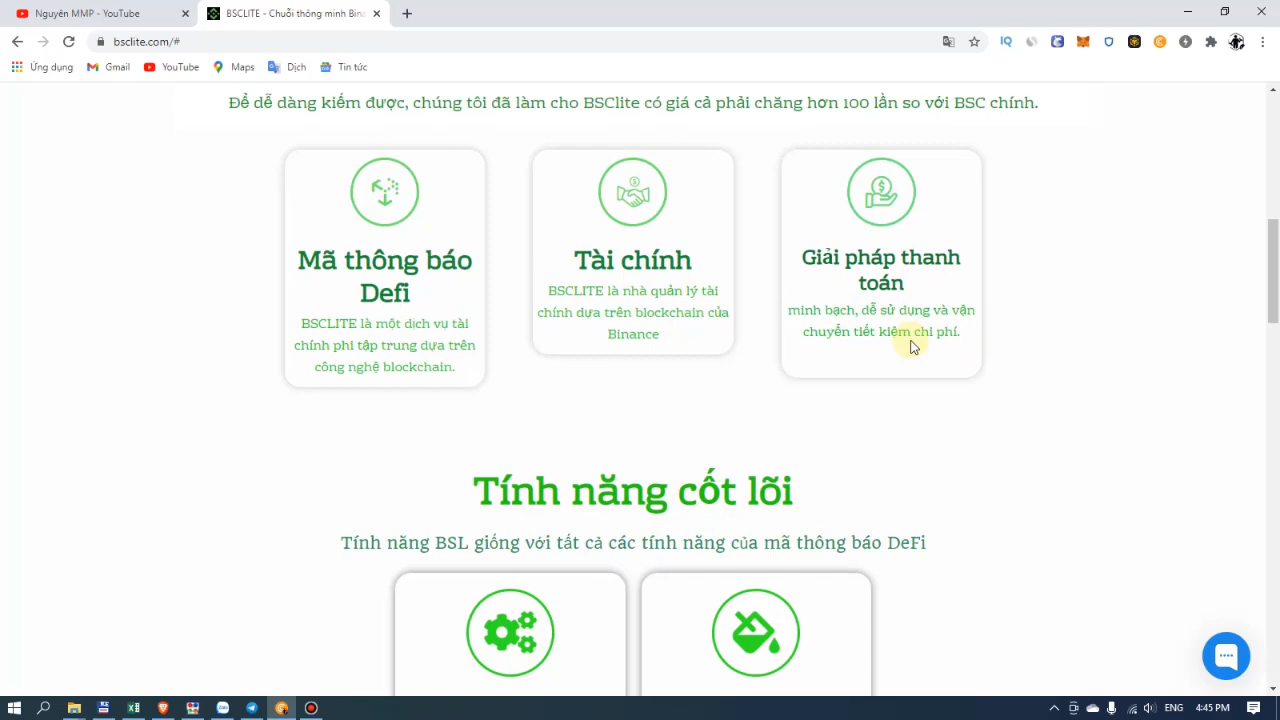 Nguyên MMP - YouTube
BSCLITE - Chuỗi thông minh Bina
bsclite.com/#
Ứng dụng
Gmail
YouTube
Maps
Dịch
Tin tức
Để dễ dàng kiếm được, chúng tôi đã làm cho BSClite có giá cả phải chăng hơn 100 lần so với BSC chính.
Mã thông báo
Defi
BSCLITE là một dịch vụ tài
chính phi tập trung dựa trên
công nghệ blockchain.
Tài chính
BSCLITE là nhà quản lý tài
chính dựa trên blockchain của
Binance
Giải pháp thanh
toán
minh bạch, dễ sử dụng và vận
chuyển tiết kiệm chi phí.
Tính năng cốt lõi
Tính năng BSL giống với tất cả các tính năng của mã thông báo DeFi
ENG
4:45 PM